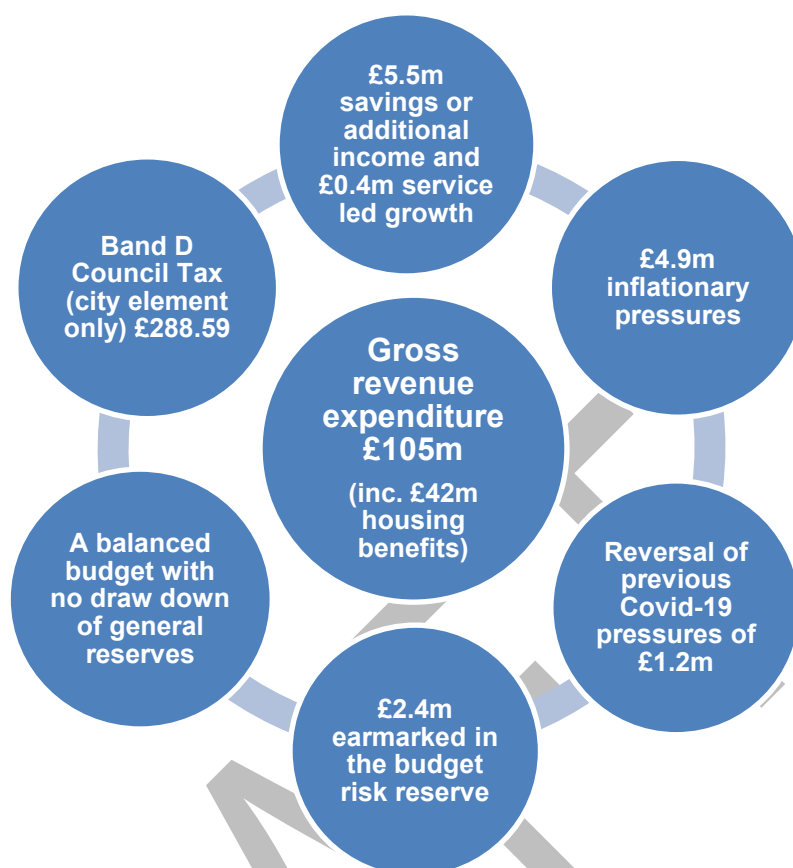 £5.5m
savings or
additional
income and
£0.4m service
led growth
Band D
Council Tax
(city element
only) £288.59
£4.9m
inflationary
pressures
Gross
revenue
expenditure
£105m
(inc. £42m
housing
benefits)
A balanced
budget with
no draw down
of general
reserves
Reversal of
previous
Covid-19
pressures of
£1.2m
£2.4m
earmarked in
the budget
risk reserve